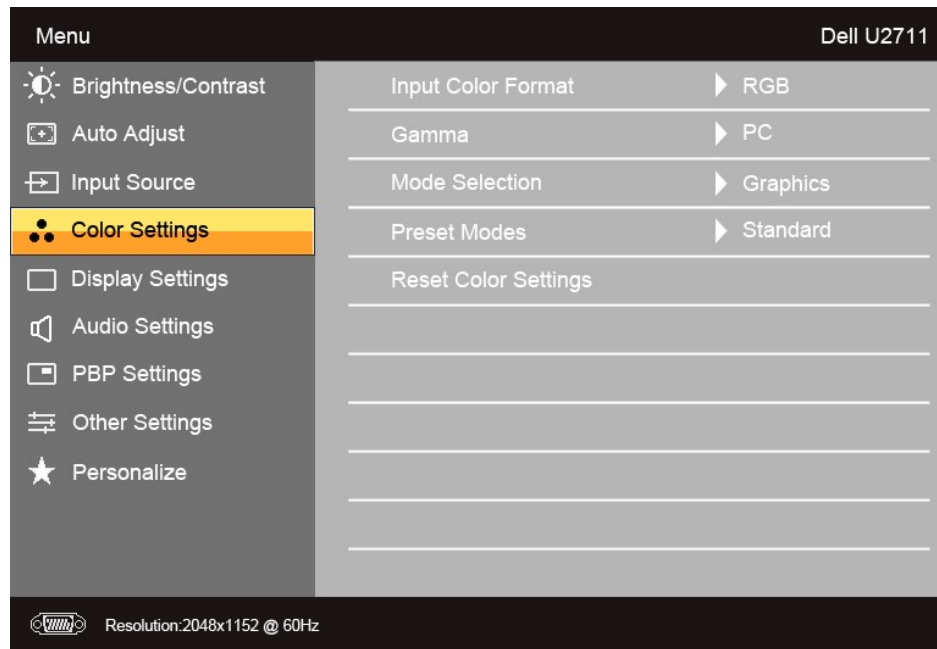 Menu Dell U2711
Brightness/Contrast Input Color Format RGB
Auto Adjust Gamma PC
Input Source Mode Selection Graphics
Color Settings Preset Modes Standard
Display Settings Reset Color Settings
Audio Settings
PBP Settings
Other Settings
Personalize
Resolution:2048x1152 @ 60Hz